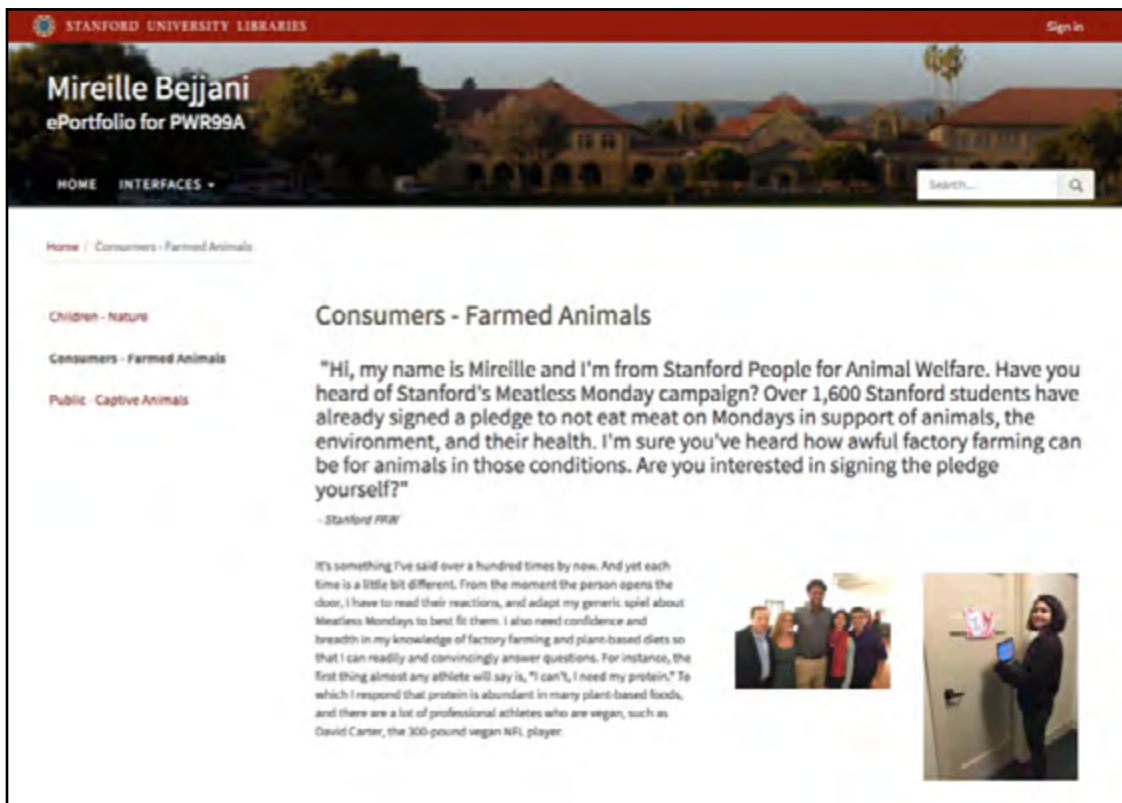 STANFORD UNIVERSITY LIBRARIES
Sign in
Mireille Bejjani
ePortfolio for PWR99A
HOME INTERFACES
Search...
Home / Consumers - Farmed Animals
Children - Nature
Consumers - Farmed Animals
Public - Captive Animals
Consumers - Farmed Animals
"Hi, my name is Mireille and I'm from Stanford People for Animal Welfare. Have you
heard of Stanford's Meatless Monday campaign? Over 1,600 Stanford students have
already signed a pledge to not eat meat on Mondays in support of animals, the
environment, and their health. I'm sure you've heard how awful factory farming can
be for animals in those conditions. Are you interested in signing the pledge
yourself?"
- Stanford PAW
It's something I've said over a hundred times by now. And yet each
time is a little bit different. From the moment the person opens the
door, I have to read their reactions, and adapt my generic spiel about
Meatless Mondays to best fit them. I also need confidence and
breadth in my knowledge of factory farming and plant-based diets so
that I can readily and convincingly answer questions. For instance, the
first thing almost any athlete will say is, "I can't, I need my protein." To
which I respond that protein is abundant in many plant-based foods,
and there are a lot of professional athletes who are vegan, such as
David Carter, the 300-pound vegan NFL player.